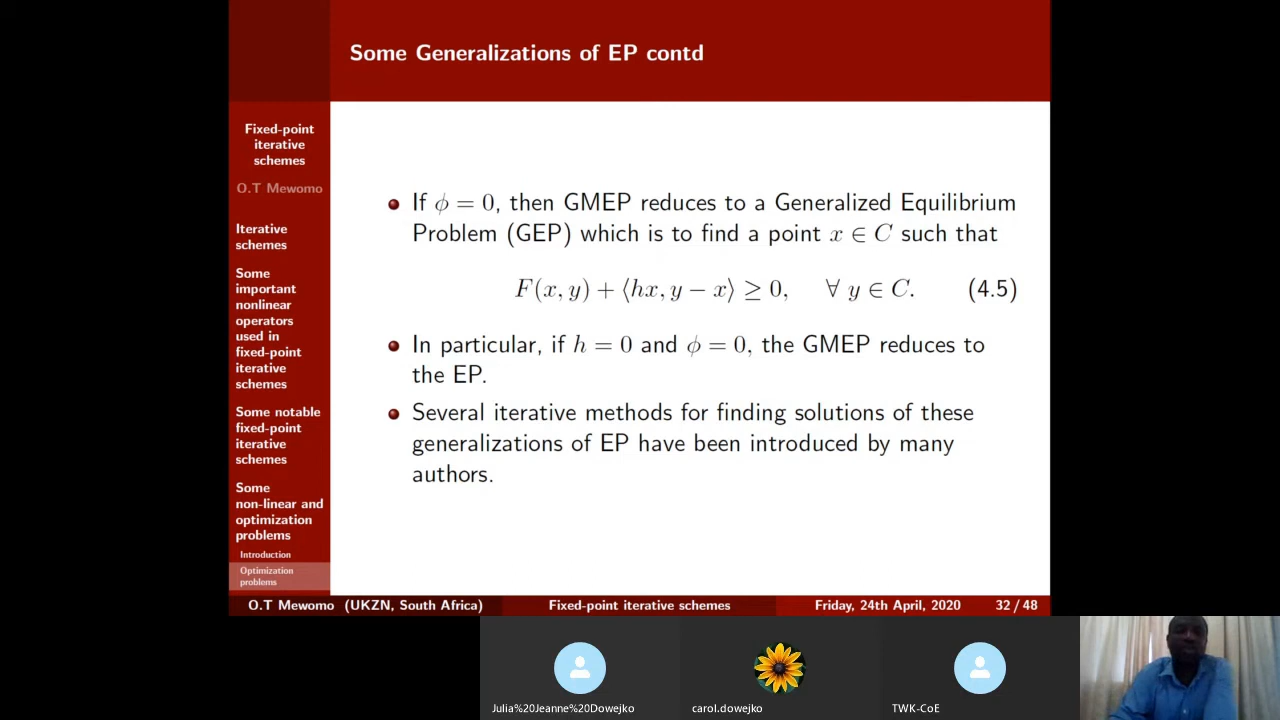 Some Generalizations of EP contd
Fixed-point
iterative
schemes
O.T Mewomo
Iterative
schemes
Some
important
nonlinear
operators
used in
fixed-point
iterative
schemes
Some notable
fixed-point
iterative
schemes
Some
non-linear and
optimization
problems
Introduction
Optimization
problems
If ϕ = 0, then GMEP reduces to a Generalized Equilibrium
Problem (GEP) which is to find a point x ∈ C such that
F(x, y) + ⟨hx, y − x⟩ ≥ 0, ∀ y ∈ C. (4.5)
In particular, if h = 0 and ϕ = 0, the GMEP reduces to
the EP.
Several iterative methods for finding solutions of these
generalizations of EP have been introduced by many
authors.
O.T Mewomo (UKZN, South Africa) Fixed-point iterative schemes Friday, 24th April, 2020 32 / 48
Julia%20Jeanne%20Dowejko carol.dowejko TWK-CoE